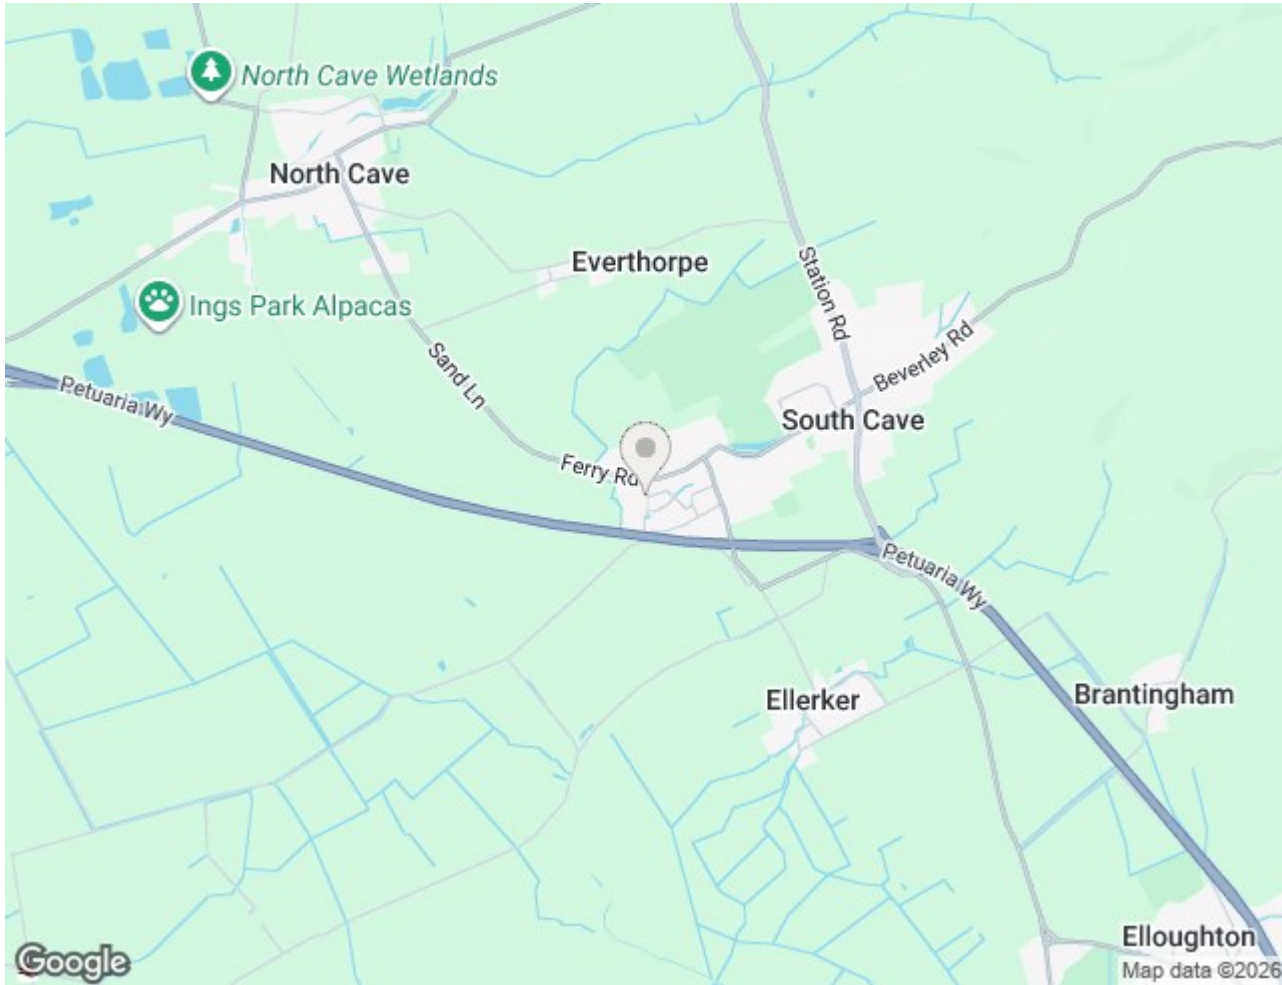 North Cave Wetlands
North Cave
Everthorpe
Station Rd
Ings Park Alpacas
Sand Ln
Beverley Rd
Petuaria Wy
South Cave
Ferry Rd
Petuaria Wy
Ellerker
Brantingham
Elloughton
Google
Map data ©2026